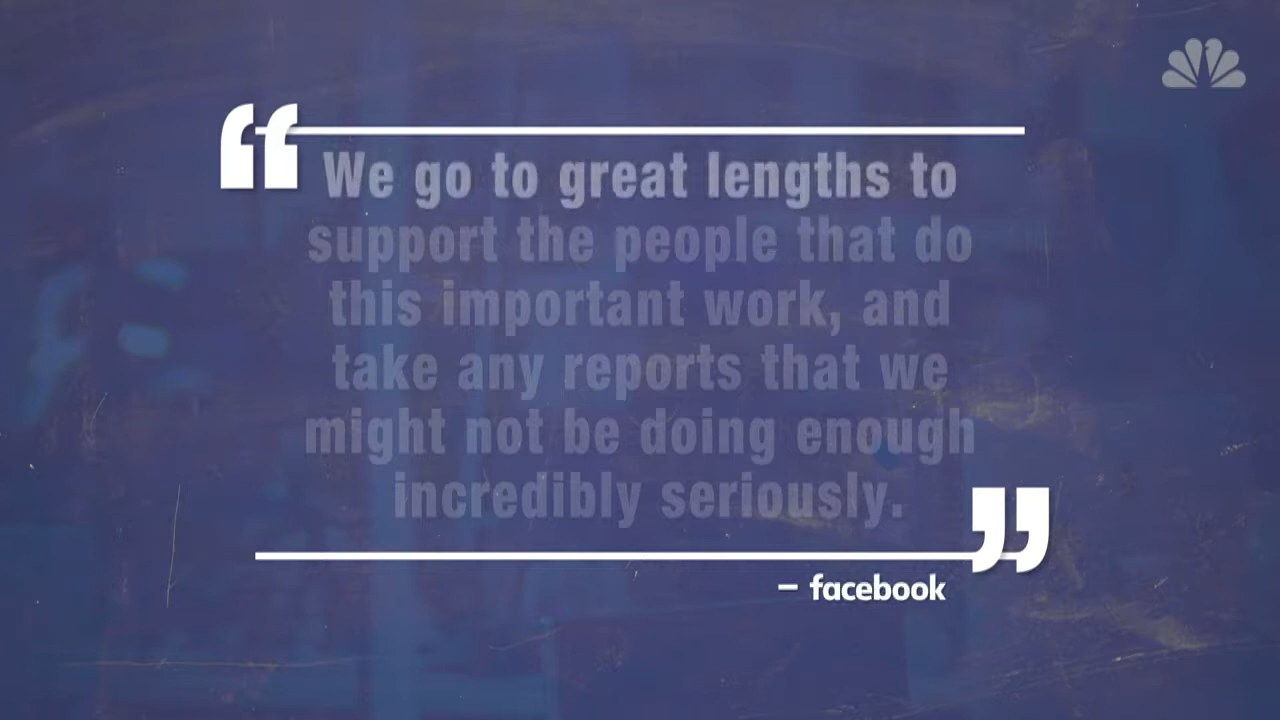 “We go to great lengths to
support the people that do
this important work, and
take any reports that we
might not be doing enough
incredibly seriously.”
– facebook